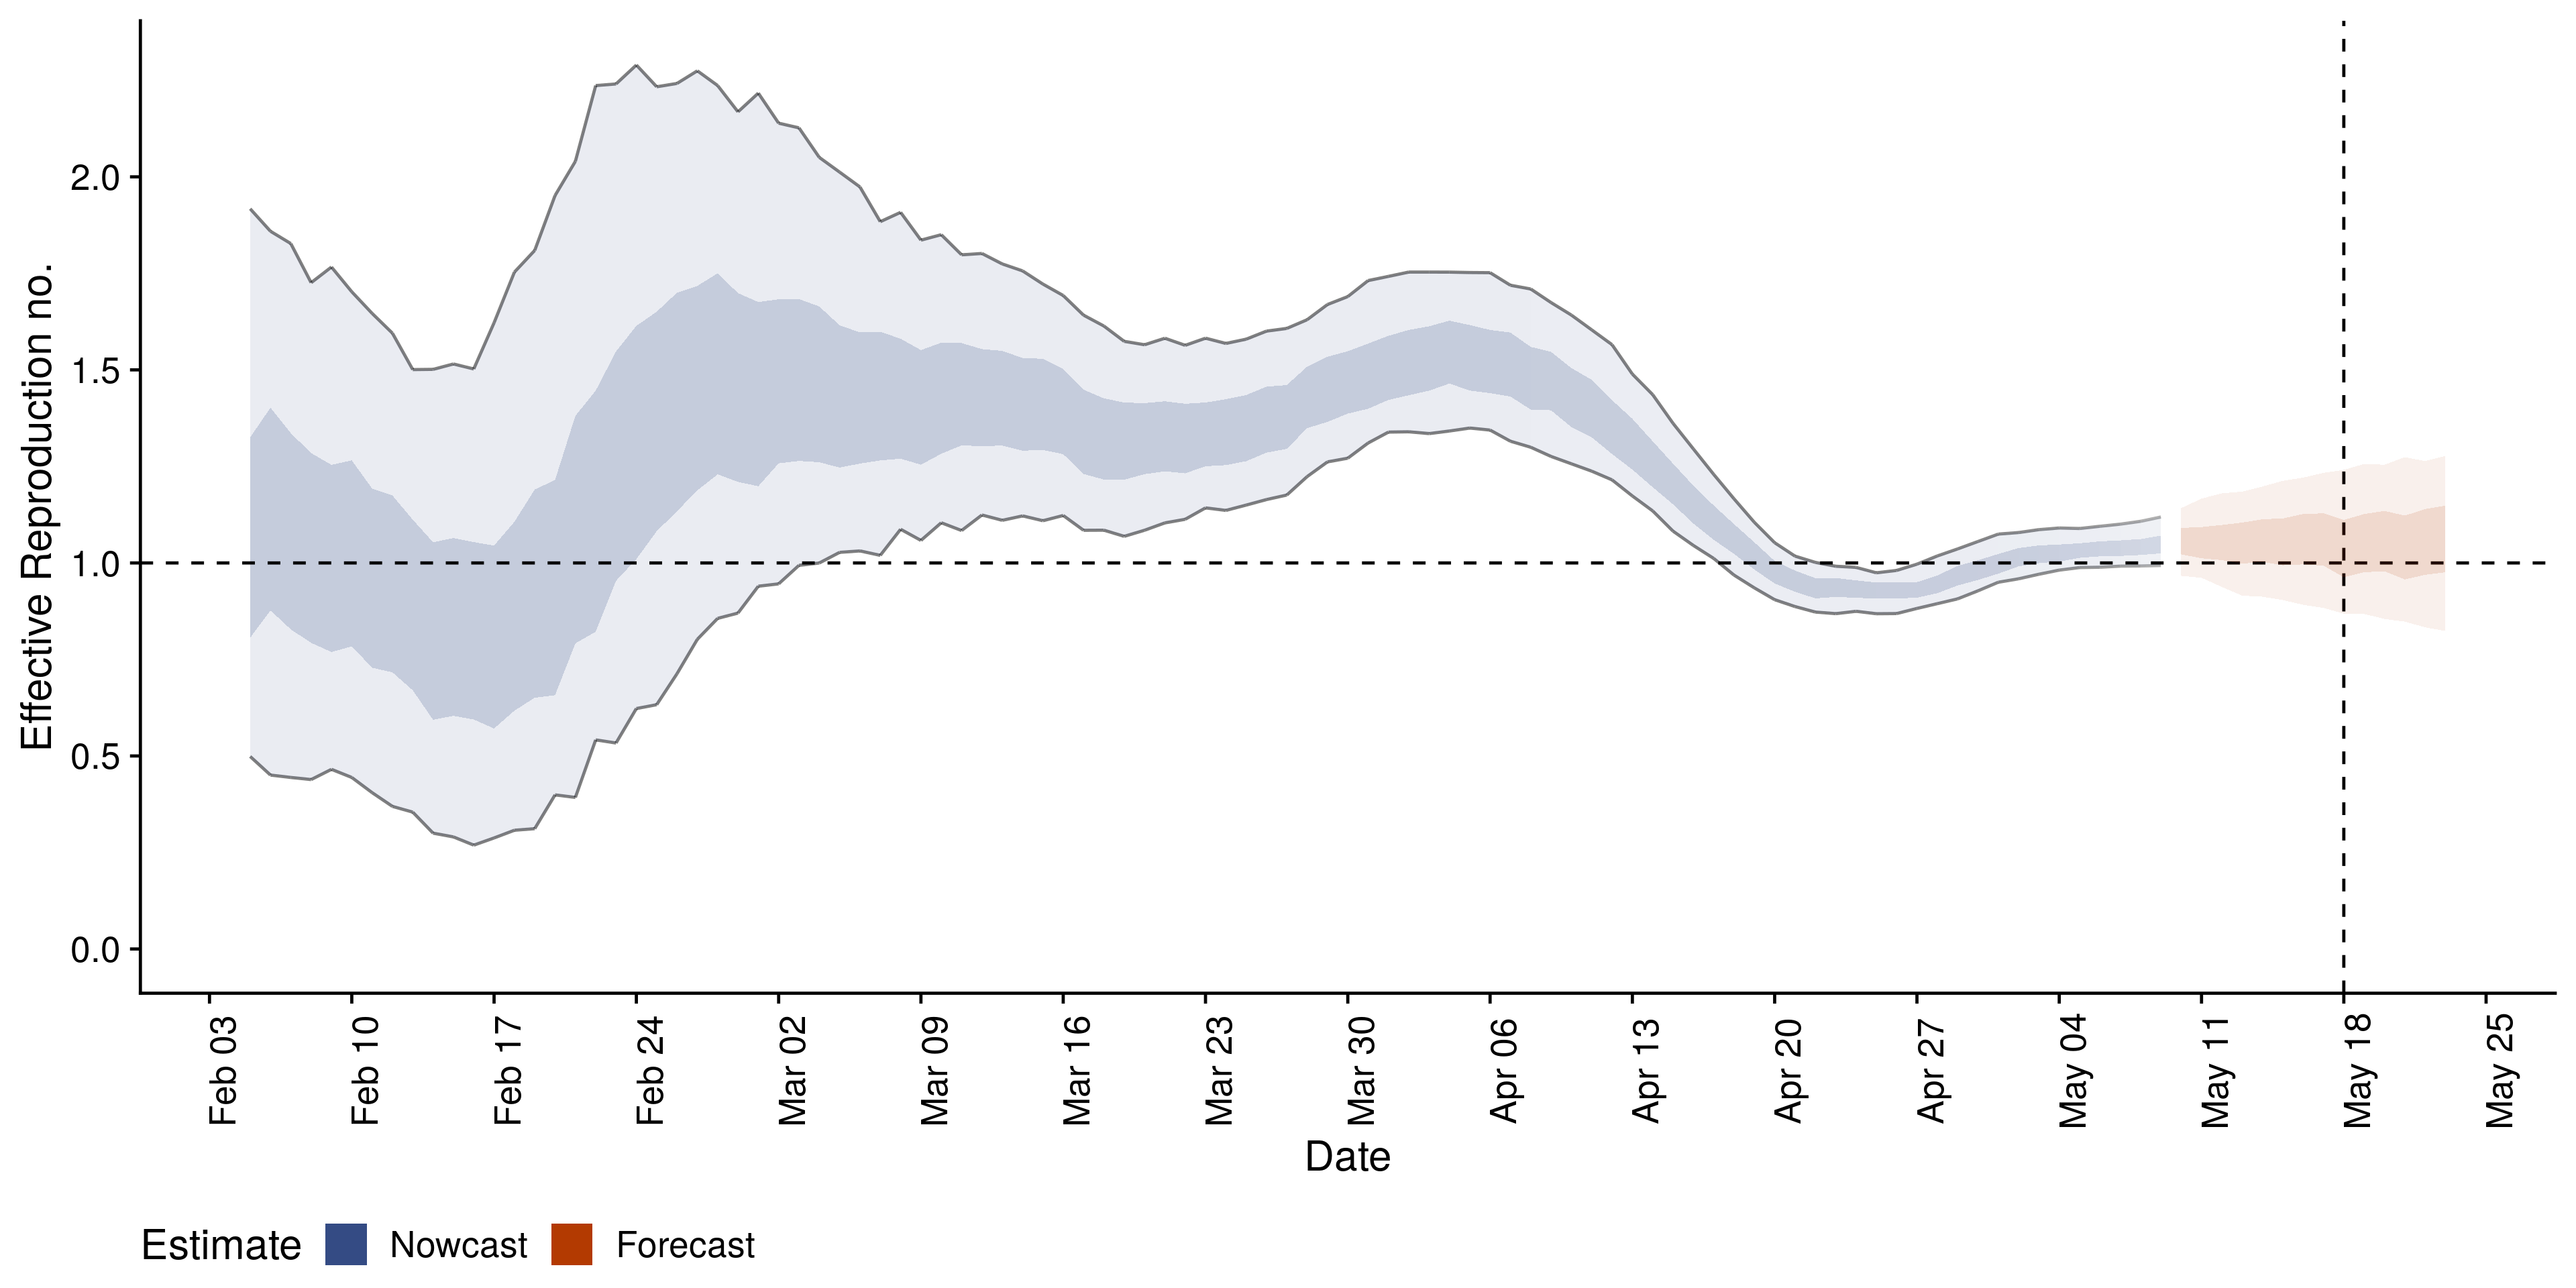 Effective Reproduction no.
2.0
1.5
1.0
0.5
0.0
Feb 03
Feb 10
Feb 17
Feb 24
Mar 02
Mar 09
Mar 16
Mar 23
Mar 30
Apr 06
Apr 13
Apr 20
Apr 27
May 04
May 11
May 18
May 25
Date
Estimate Nowcast Forecast